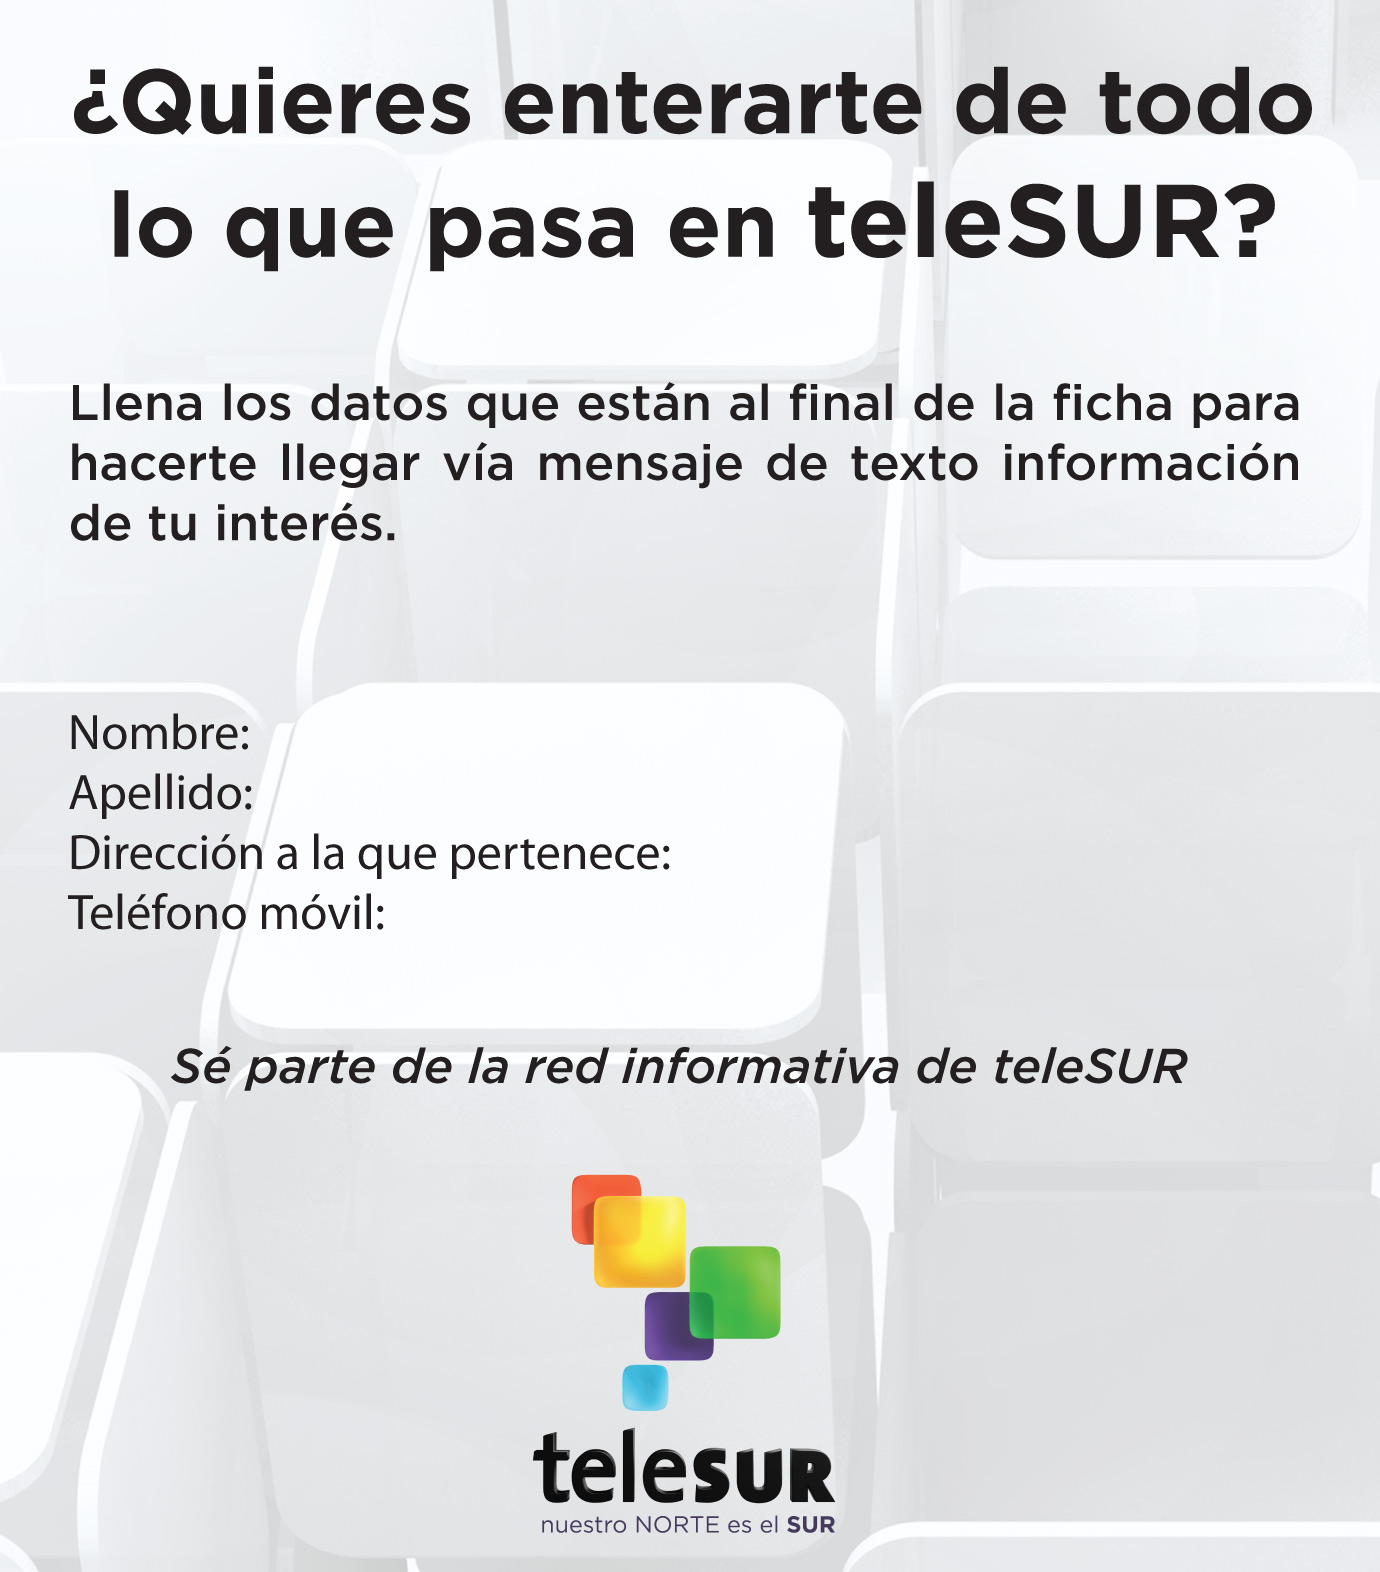 ¿Quieres enterarte de todo
lo que pasa en teleSUR?
Llena los datos que están al final de la ficha para
hacerte llegar vía mensaje de texto información
de tu interés.
Nombre:
Apellido:
Dirección a la que pertenece:
Teléfono móvil:
Sé parte de la red informativa de teleSUR
teleSUR
nuestro NORTE es el SUR